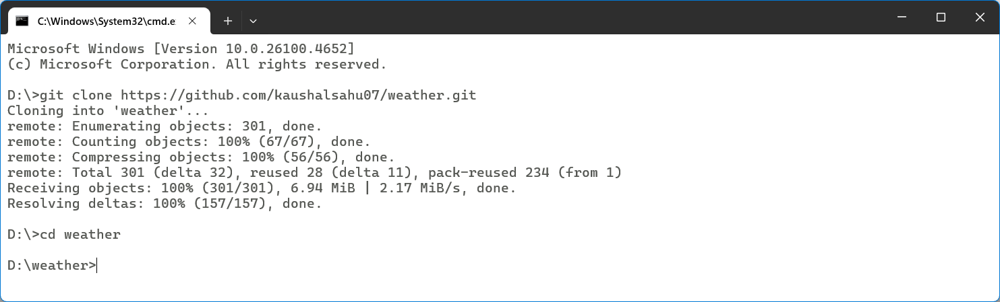 C:\Windows\System32\cmd.e
Microsoft Windows [Version 10.0.26100.4652]
(c) Microsoft Corporation. All rights reserved.
D:\>git clone https://github.com/kaushalsahu07/weather.git
Cloning into 'weather'...
remote: Enumerating objects: 301, done.
remote: Counting objects: 100% (67/67), done.
remote: Compressing objects: 100% (56/56), done.
remote: Total 301 (delta 32), reused 28 (delta 11), pack-reused 234 (from 1)
Receiving objects: 100% (301/301), 6.94 MiB | 2.17 MiB/s, done.
Resolving deltas: 100% (157/157), done.
D:\>cd weather
D:\weather>